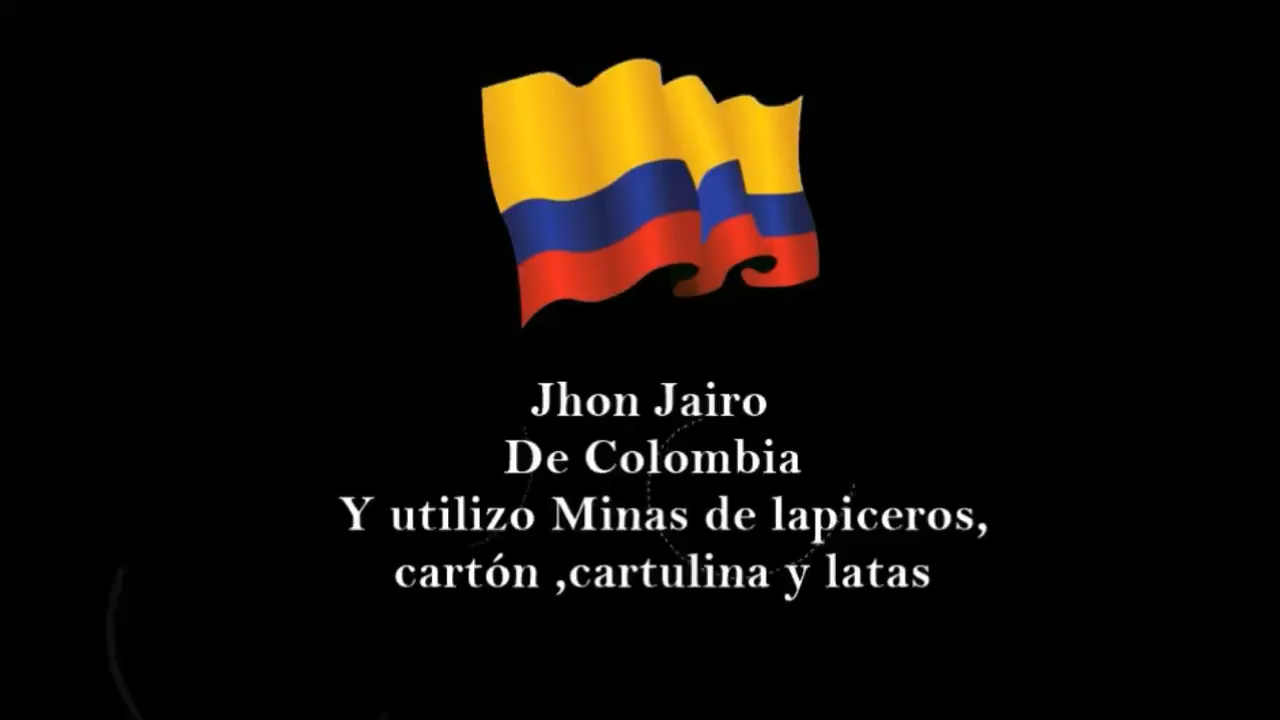 Jhon Jairo
De Colombia
Y utilizo Minas de lapiceros,
cartón ,cartulina y latas